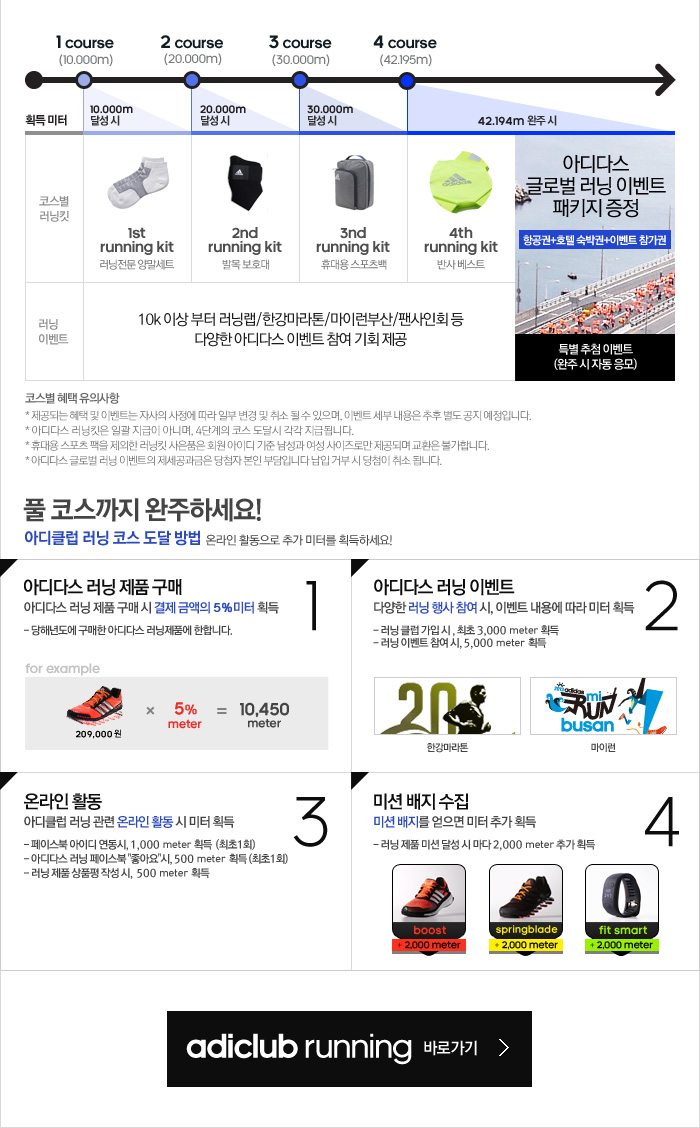 1 course
(10.000m)
2 course
(20.000m)
3 course
(30.000m)
4 course
(42.195m)
획득 미터
10.000m
달성 시
20.000m
달성 시
30.000m
달성 시
42.194m 완주 시
코스별
러닝킷
1st
running kit
러닝전문 양말세트
adidas
2nd
running kit
발목 보호대
3nd
running kit
휴대용 스포츠백
adidas
4th
running kit
반사 베스트
아디다스
글로벌 러닝 이벤트
패키지 증정
항공권+호텔 숙박권+이벤트 참가권
특별 추첨 이벤트
(완주 시 자동 응모)
러닝
이벤트
10k 이상 부터 러닝랩/한강마라톤/마이런부산/팬사인회 등
다양한 아디다스 이벤트 참여 기회 제공
코스별 혜택 유의사항
* 제공되는 혜택 및 이벤트는 자사의 사정에 따라 일부 변경 및 취소 될 수 있으며, 이벤트 세부 내용은 추후 별도 공지 예정입니다.
* 아디다스 러닝킷은 일괄 지급이 아니며, 4단계의 코스 도달시 각각 지급됩니다.
* 휴대용 스포츠 팩을 제외한 러닝킷 사은품은 회원 아이디 기준 남성과 여성 사이즈로만 제공되며 교환은 불가합니다.
* 아디다스 글로벌 러닝 이벤트의 제세공과금은 당첨자 본인 부담입니다 납입 거부 시 당첨이 취소 됩니다.
풀 코스까지 완주하세요!
아디클럽 러닝 코스 도달 방법 온라인 활동으로 추가 미터를 획득하세요!
아디다스 러닝 제품 구매
1
아디다스 러닝 제품 구매 시 결제 금액의 5%미터 획득
- 당해년도에 구매한 아디다스 러닝제품에 한합니다.
for example
209,000 원
×
5%
meter
=
10,450
meter
아디다스 러닝 이벤트
2
다양한 러닝 행사 참여 시, 이벤트 내용에 따라 미터 획득
- 러닝 클럽 가입 시 , 최초 3,000 meter 획득
- 러닝 이벤트 참여 시, 5,000 meter 획득
20
한강마라톤
adidas
mi
RUN
busan
마이런
온라인 활동
3
아디클럽 러닝 관련 온라인 활동 시 미터 획득
- 페이스북 아이디 연동시, 1,000 meter 획득 (최초1회)
- 아디다스 러닝 페이스북 "좋아요"시, 500 meter 획득 (최초1회)
- 러닝 제품 상품평 작성 시, 500 meter 획득
미션 배지 수집
4
미션 배지를 얻으면 미터 추가 획득
- 러닝 제품 미션 달성 시 마다 2,000 meter 추가 획득
boost
+ 2,000 meter
springblade
+ 2,000 meter
fit smart
+ 2,000 meter
adiclub running 바로가기 >